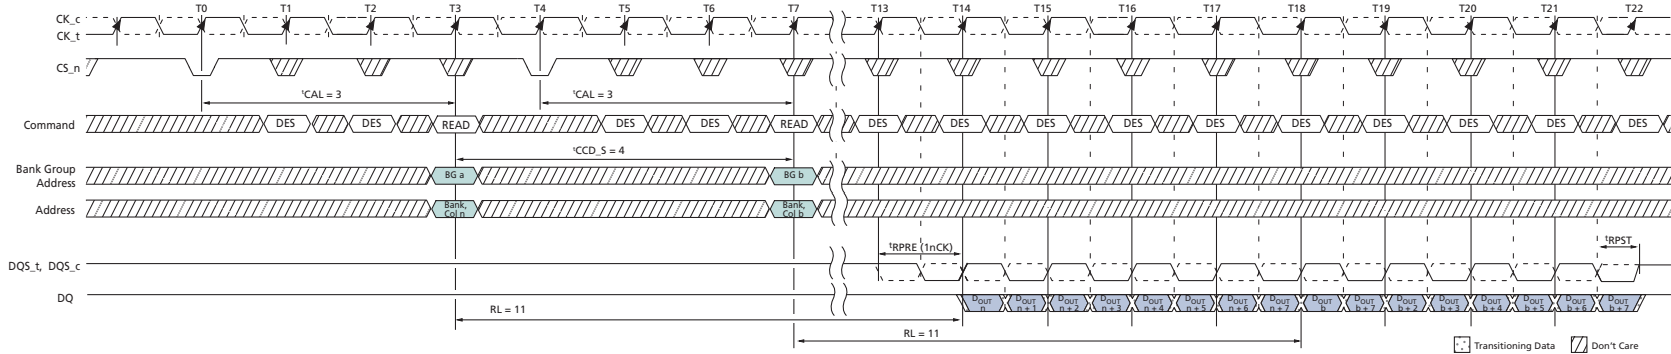 T0 T1 T2 T3 T4 T5 T6 T7 T13 T14 T15 T16 T17 T18 T19 T20 T21 T22
CK_c
CK_t
CS_n
tCAL = 3 tCAL = 3
Command DES DES READ DES DES READ DES DES DES DES DES DES DES DES DES DES
tCCD_S = 4
Bank Group
Address
BG a BG b
Address
Bank,
Col n
Bank,
Col b
tRPRE (1nCK) tRPST
DQS_t, DQS_c
DQ
DOUT DOUT DOUT DOUT DOUT DOUT DOUT DOUT DOUT DOUT DOUT DOUT DOUT DOUT DOUT DOUT
n n + 1 n + 2 n + 3 n + 4 n + 5 n + 6 n + 7 b b + 7 b + 2 b + 3 b + 4 b + 5 b + 6 b + 7
RL = 11
RL = 11
Transitioning Data Don't Care